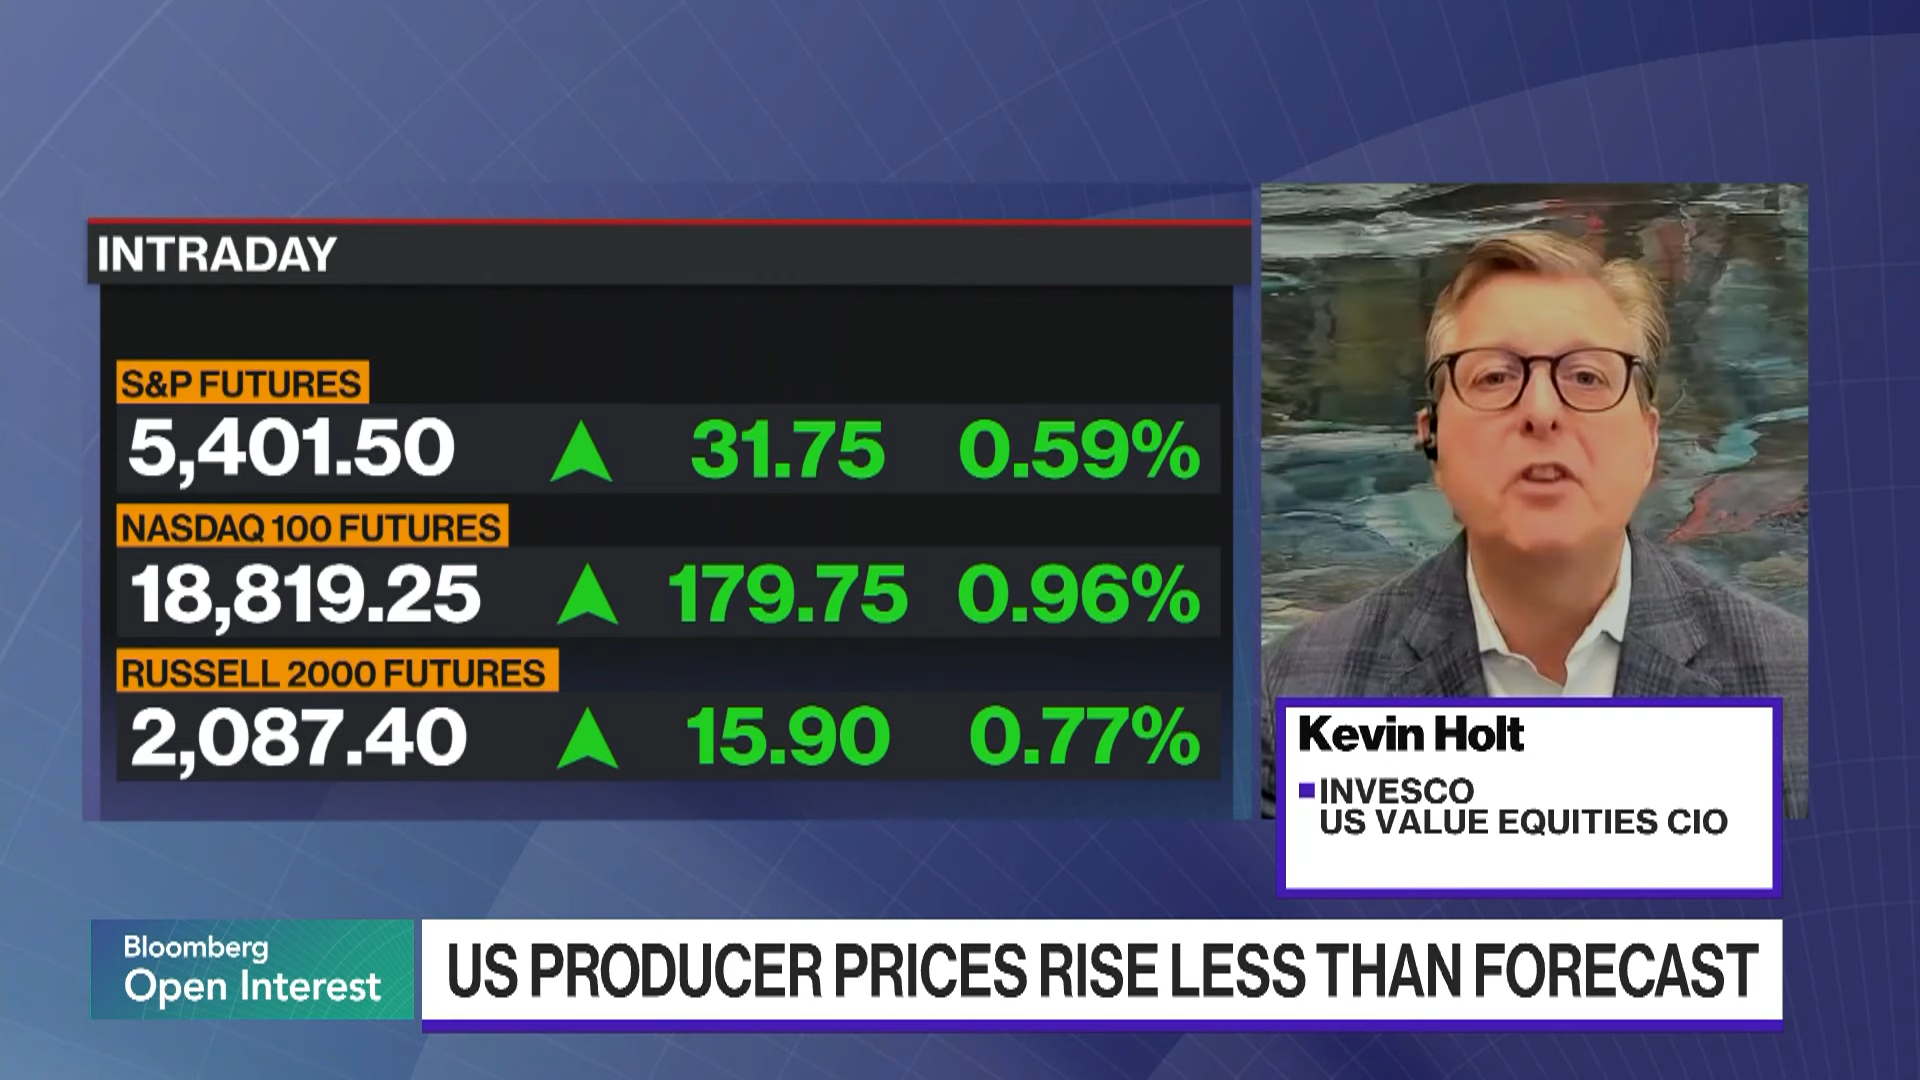 INTRADAY
S&P FUTURES
5,401.50 ▲ 31.75 0.59%
NASDAQ 100 FUTURES
18,819.25 ▲ 179.75 0.96%
RUSSELL 2000 FUTURES
2,087.40 ▲ 15.90 0.77%
Kevin Holt
INVESCO
US VALUE EQUITIES CIO
Bloomberg
Open Interest
US PRODUCER PRICES RISE LESS THAN FORECAST